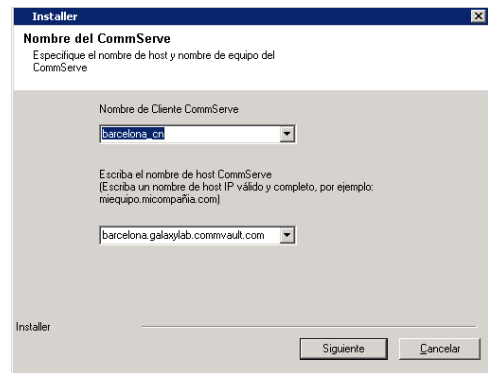 Installer
Nombre del CommServe
Especifique el nombre de host y nombre de equipo del
CommServe
Nombre de Cliente CommServe
barcelona_cn
Escriba el nombre de host CommServe
(Escriba un nombre de host IP válido y completo, por ejemplo:
miequipo.micompañia.com)
barcelona.galaxylab.commvault.com
Installer
Siguiente
Cancelar